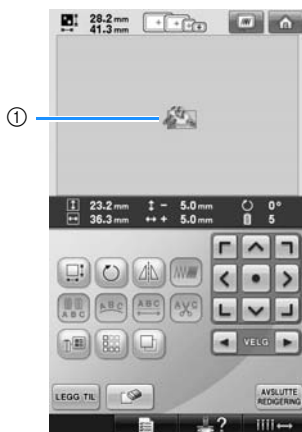 28.2 mm
41.3 mm
1
23.2 mm - 5.0 mm 0°
36.3 mm + 5.0 mm 5
A B C A B C ABC A C
VELG
LEGG TIL
AVSLUTTE
REDIGERING
?